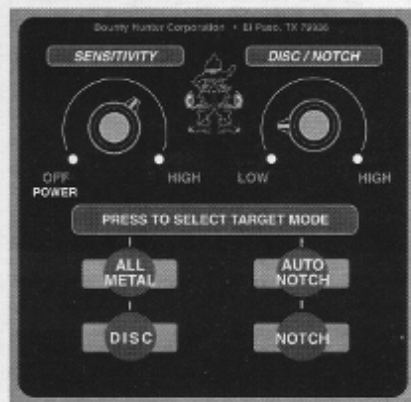 Bounty Hunter Corporation • El Paso, TX 79936
SENSITIVITY
DISC / NOTCH
OFF
POWER
HIGH
LOW
HIGH
PRESS TO SELECT TARGET MODE
ALL
METAL
AUTO
NOTCH
DISC
NOTCH